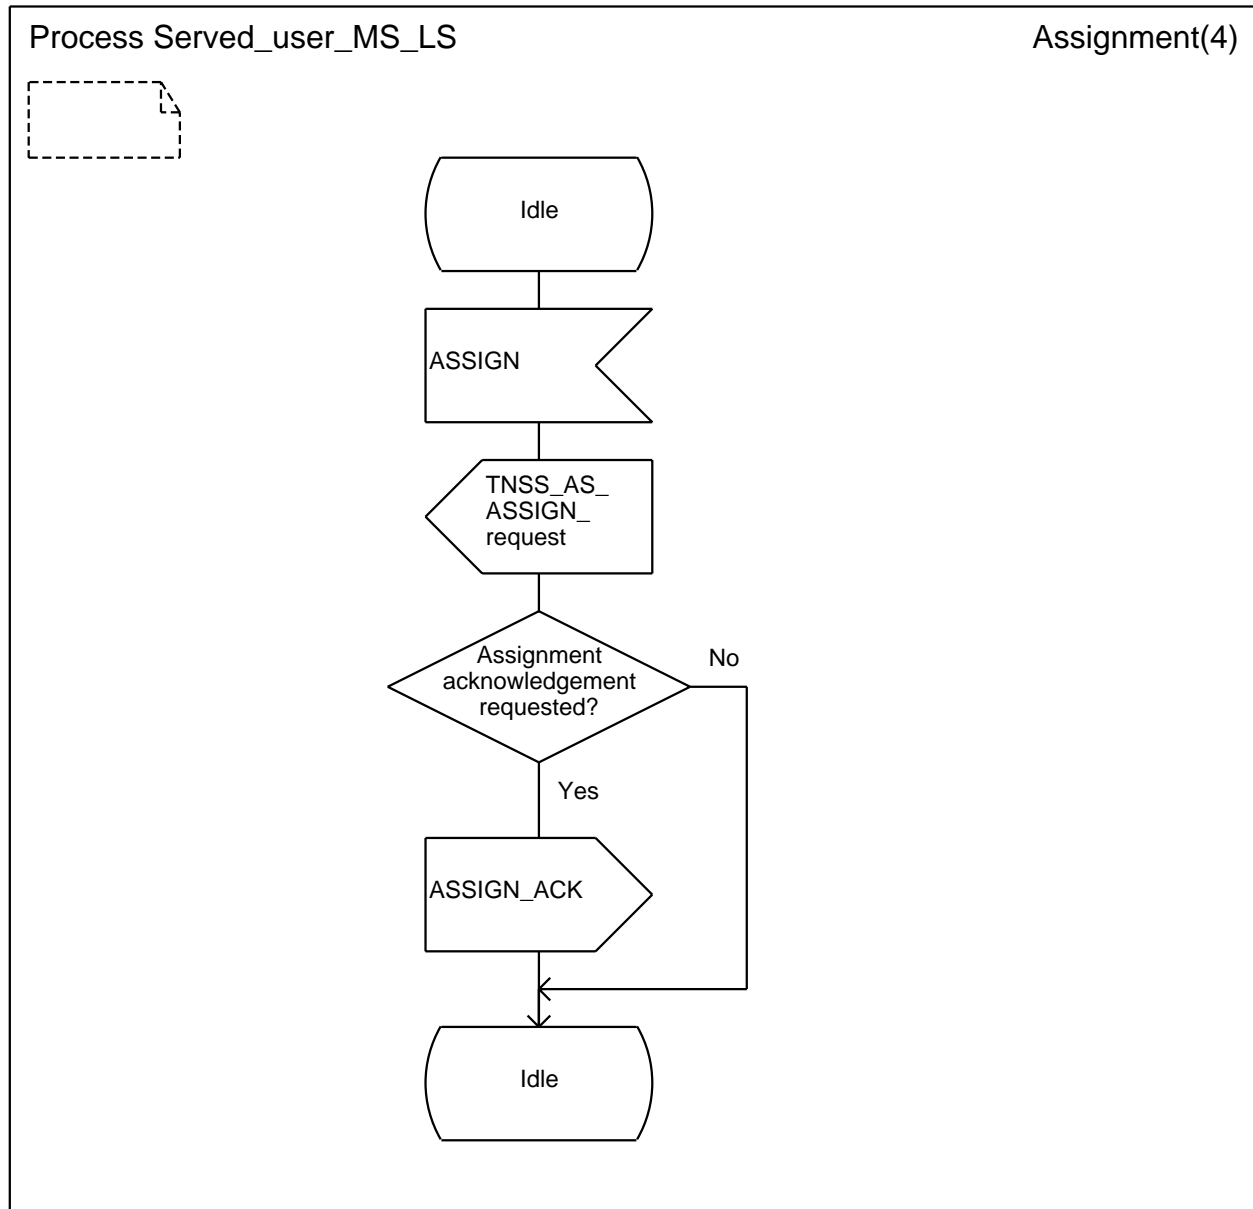 Process Served_user_MS_LS
Assignment(4)
Idle
ASSIGN
TNSS_AS_
ASSIGN_
request
Assignment
acknowledgement
requested?
No
Yes
ASSIGN_ACK
Idle